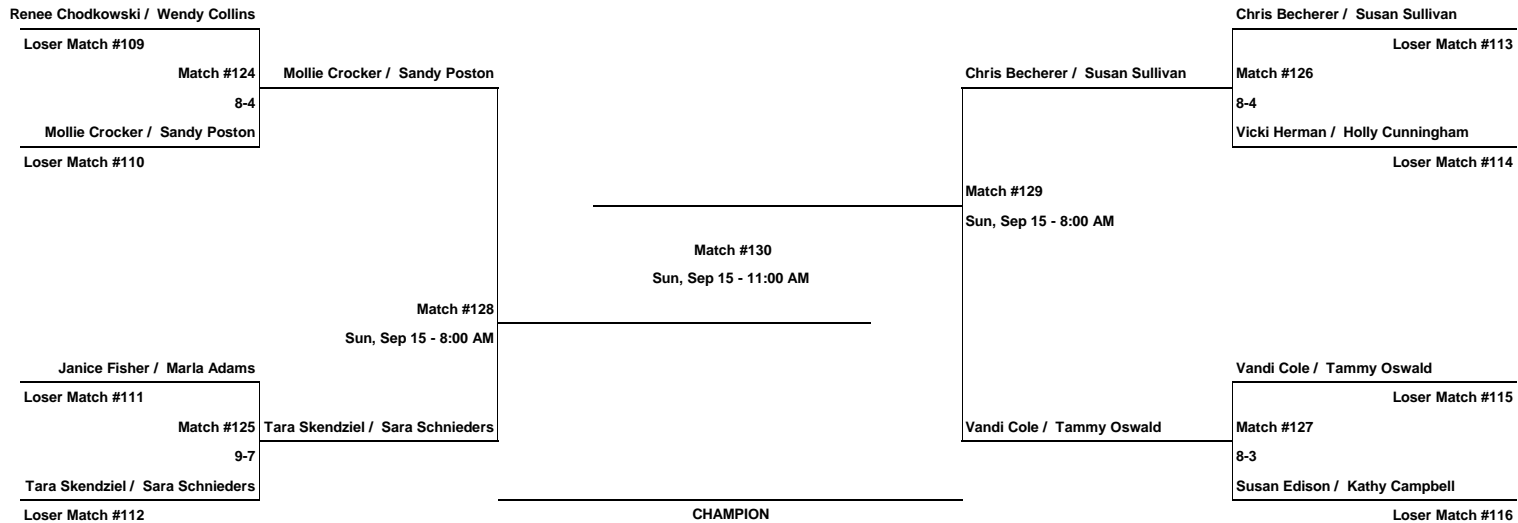 Renee Chodkowski / Wendy Collins
Loser Match #109
Match #124
8-4
Mollie Crocker / Sandy Poston
Loser Match #110
Mollie Crocker / Sandy Poston
Match #128
Sun, Sep 15 - 8:00 AM
Janice Fisher / Marla Adams
Loser Match #111
Match #125
9-7
Tara Skendziel / Sara Schnieders
Loser Match #112
Tara Skendziel / Sara Schnieders
Match #130
Sun, Sep 15 - 11:00 AM
CHAMPION
Chris Becherer / Susan Sullivan
Match #129
Sun, Sep 15 - 8:00 AM
Vandi Cole / Tammy Oswald
Chris Becherer / Susan Sullivan
Loser Match #113
Match #126
8-4
Vicki Herman / Holly Cunningham
Loser Match #114
Vandi Cole / Tammy Oswald
Loser Match #115
Match #127
8-3
Susan Edison / Kathy Campbell
Loser Match #116